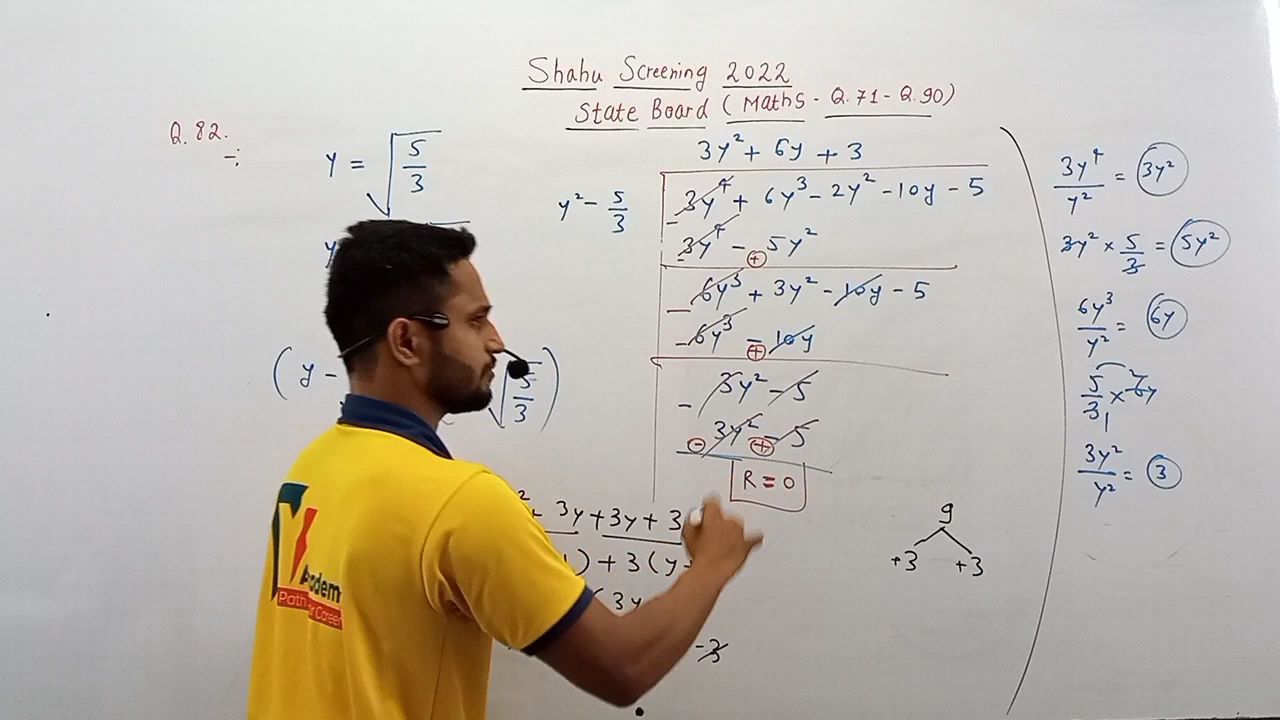 Shahu Screening 2022
State Board (Maths - Q.71 - Q.90)
Q.82.
y = √5/3
(y - √5/3)
3y² + 6y + 3
y² - 5/3
3y⁴ + 6y³ - 2y² - 10y - 5
- 3y⁴ - 5y²
+
- 6y³ + 3y² - 10y - 5
- 6y³ - 10y
+
3y² - 5
- 3y² - 5
- +
R = 0
+ 3y + 3y + 3
) + 3(y
(3y
-3
9
+3 +3
3y⁴/y² = 3y²
3y² × 5/3 = 5y²
6y³/y² = 6y
5/3 × 6y
3y²/y² = 3
Path
Career